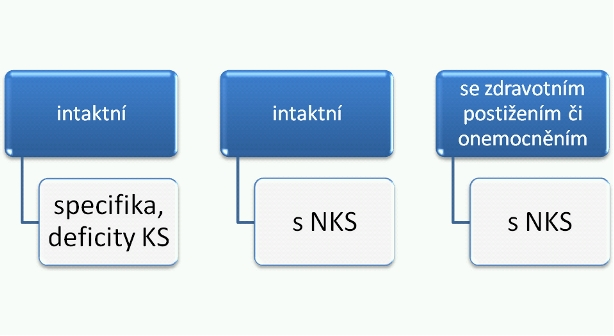 intaktní
specifika,
deficity KS
intaktní
s NKS
se zdravotním
postižením či
onemocněním
s NKS